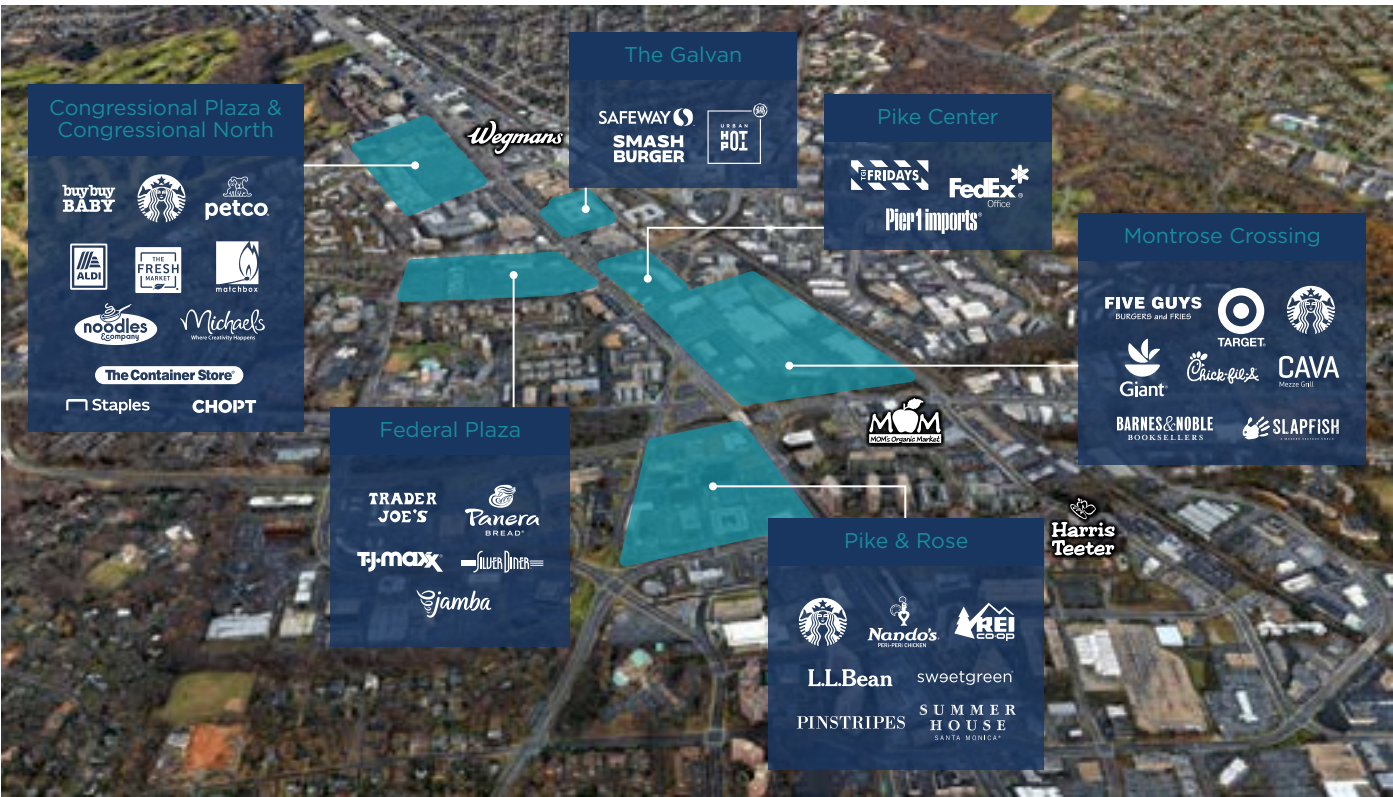 The Galvan
SAFEWAY
SMASH
BURGER
URBAN
HOT
POT
Congressional Plaza &
Congressional North
buybuy
BABY
petco
ALDI
THE
FRESH
MARKET
matchbox
noodles
&company
Michaels
Where Creativity Happens
The Container Store®
Staples
CHOPT
Wegmans
Pike Center
TGI
FRIDAYS
FedEx®
Office
Pier 1 imports®
Montrose Crossing
FIVE GUYS
BURGERS and FRIES
TARGET
Giant®
Chick-fil-A
CAVA
Mezze Grill
BARNES&NOBLE
BOOKSELLERS
SLAPFISH
MOM
MOM's Organic Market
Federal Plaza
TRADER
JOE'S
Panera
BREAD®
T·J·maxx
SILVER DINER
jamba
Harris
Teeter
Pike & Rose
Nando's
PERI-PERI CHICKEN
REI
CO·OP
L.L.Bean
sweetgreen
PINSTRIPES
SUMMER
HOUSE
SANTA MONICA